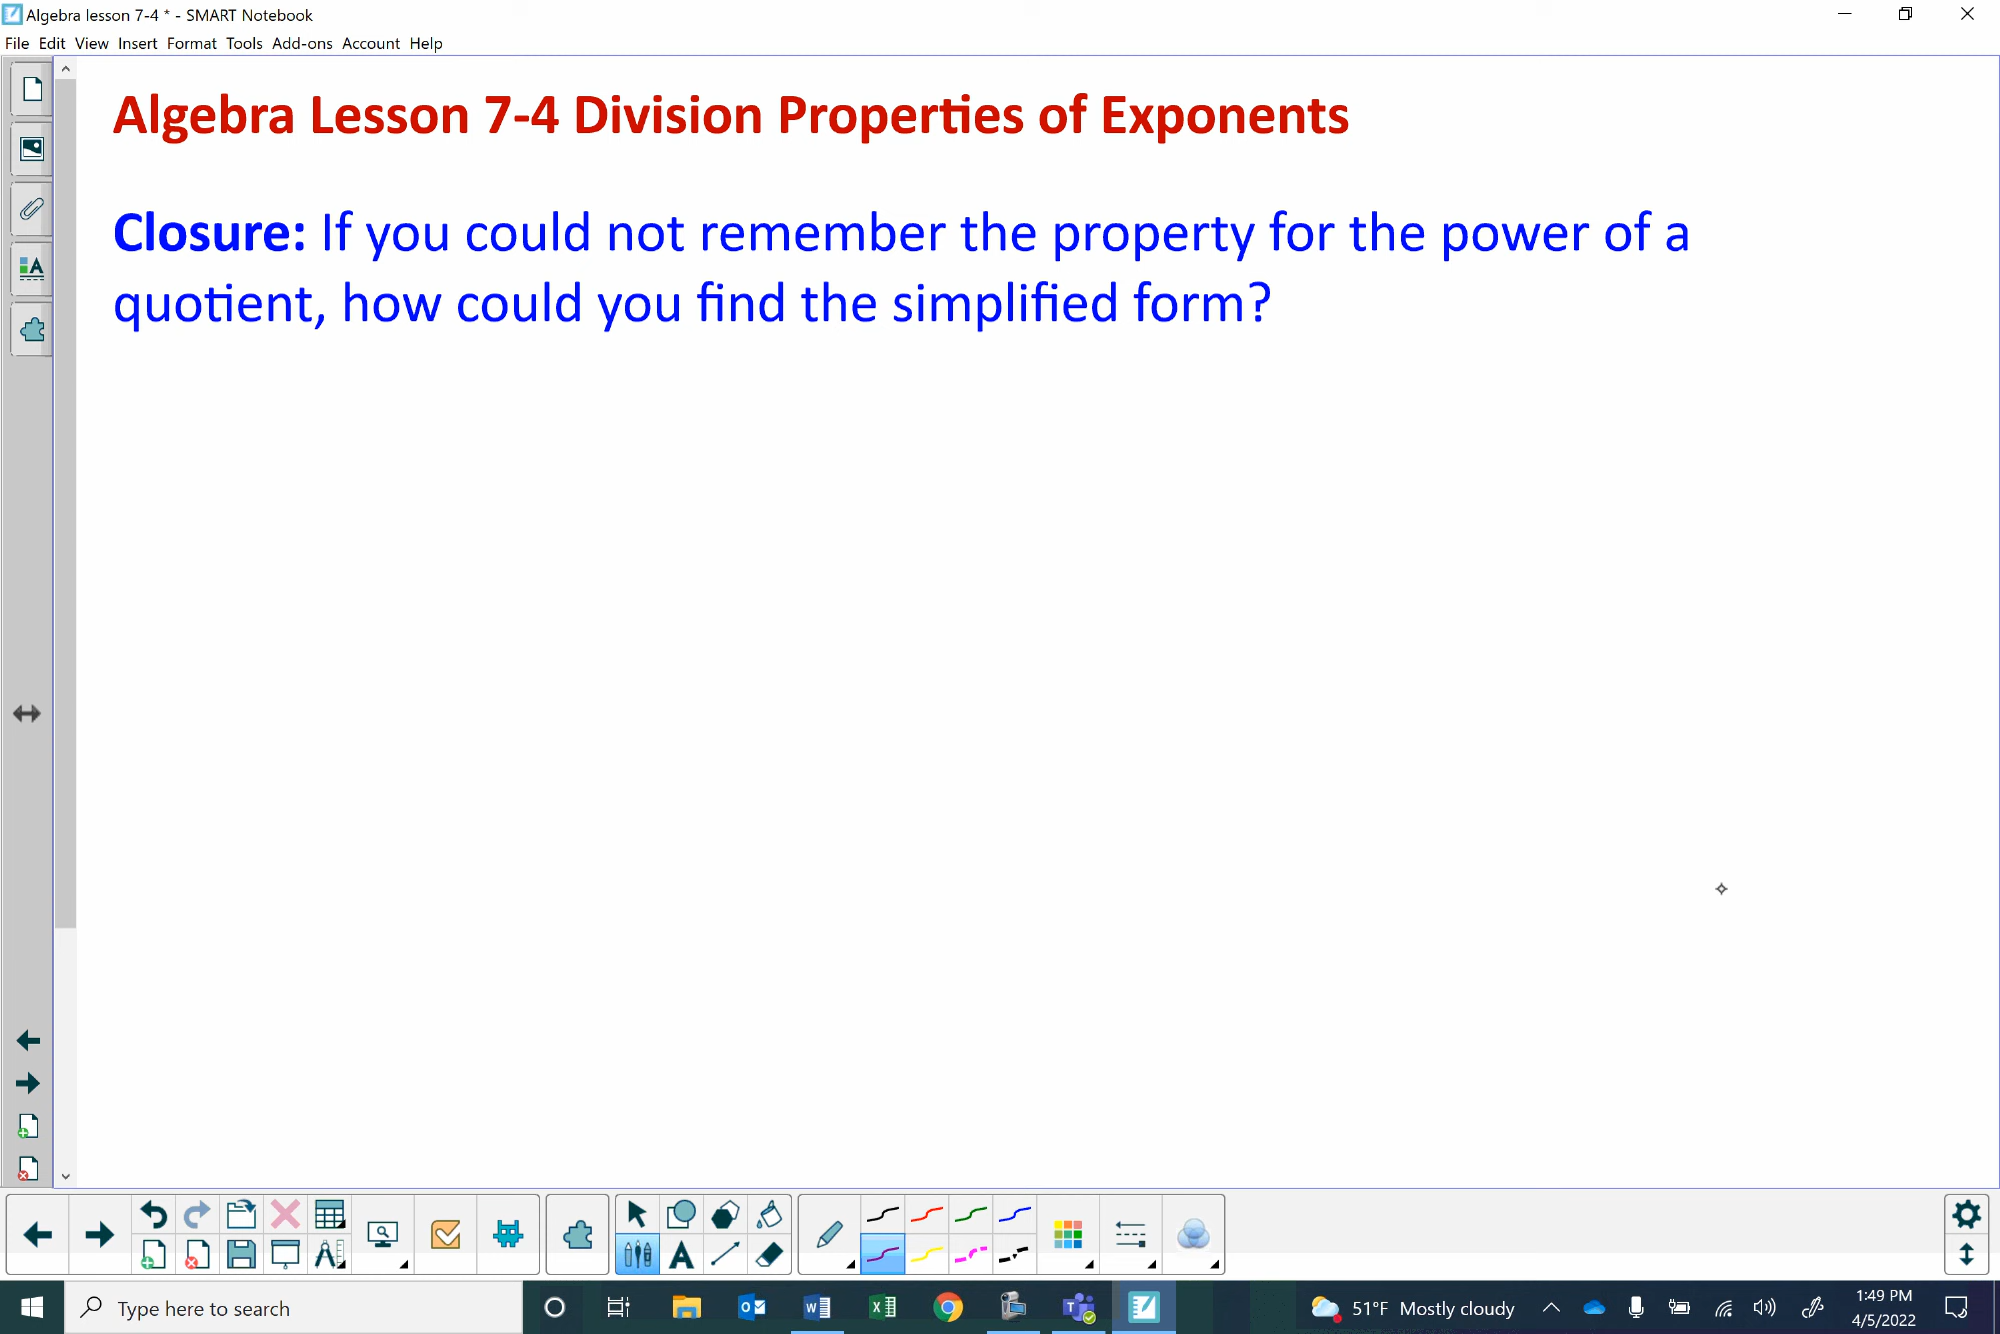 Algebra lesson 7-4 * - SMART Notebook
File Edit View Insert Format Tools Add-ons Account Help
Algebra Lesson 7-4 Division Properties of Exponents
Closure: If you could not remember the property for the power of a
quotient, how could you find the simplified form?
Type here to search
51°F Mostly cloudy
1:49 PM
4/5/2022